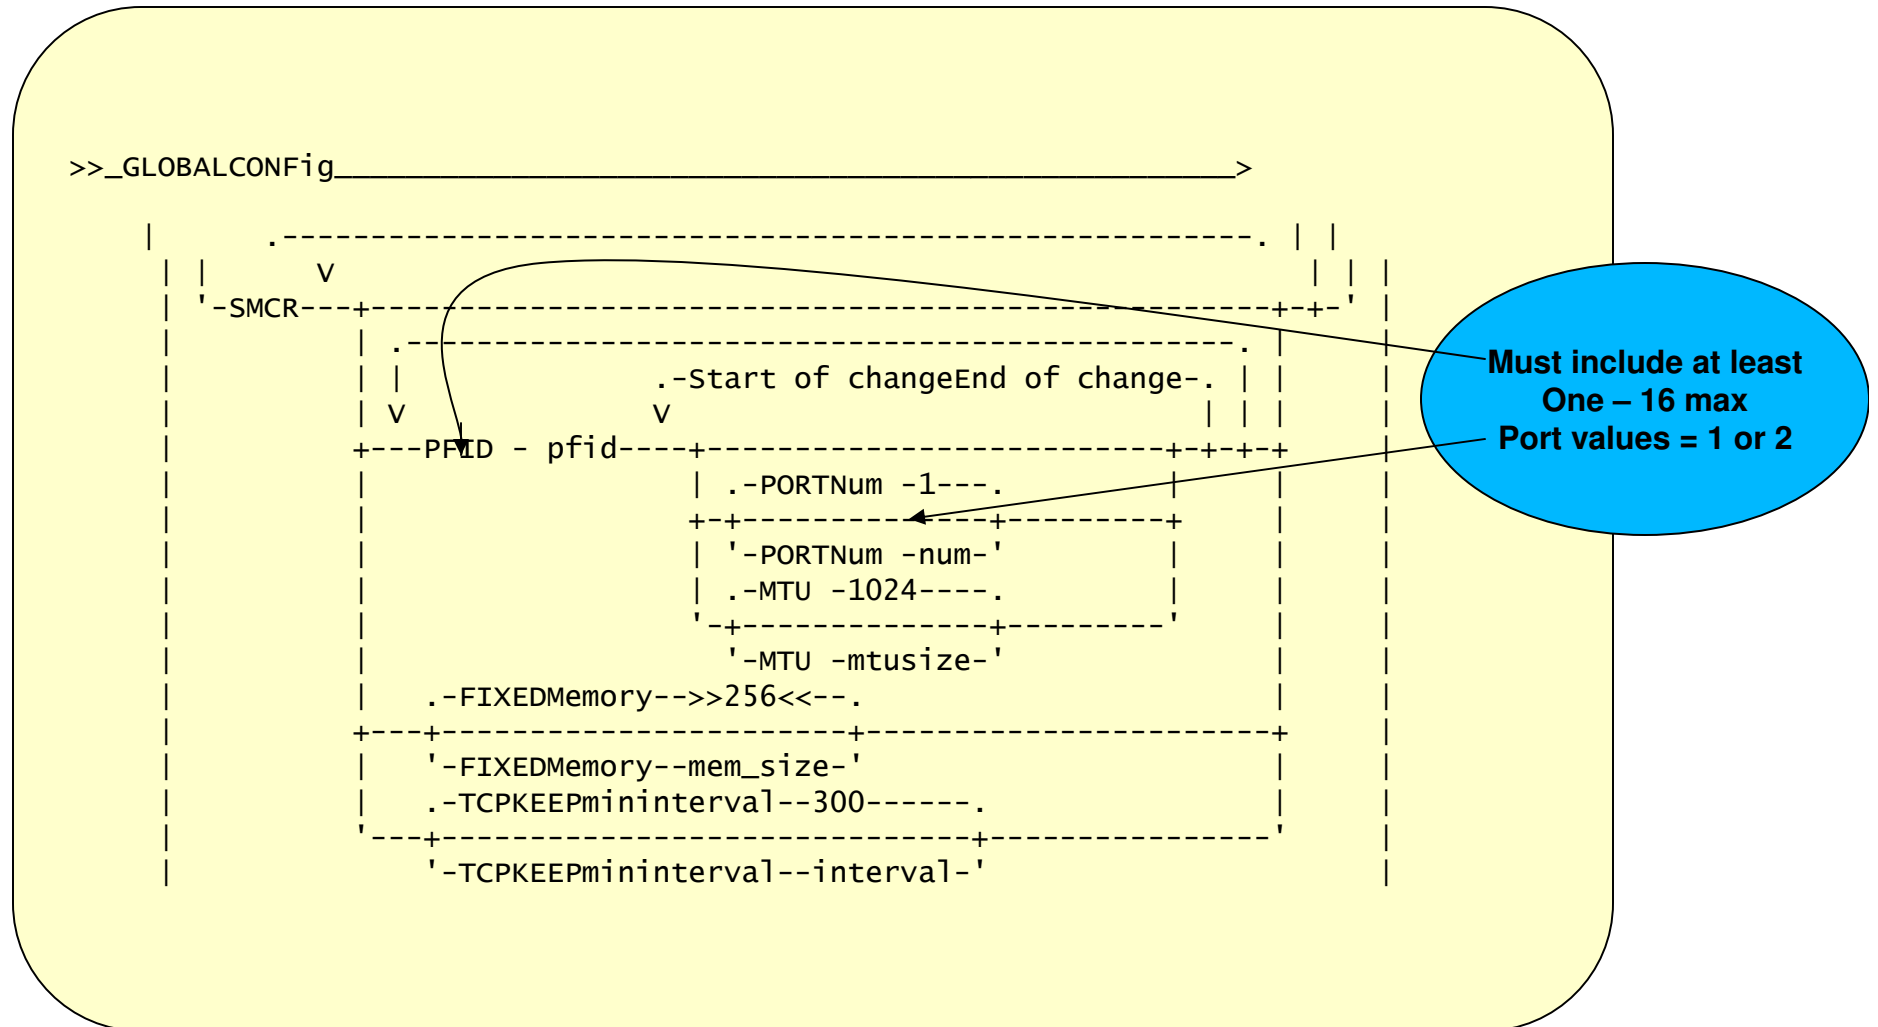 >>_GLOBALCONFig___________________________________________________>
|       .-------------------------------------------------------. | |
| |      V                                                        | | |
| '-SMCR---+----------------------------------------------------+-+-' |
|          | .-----------------------------------------------. |     |
|          | |              .-Start of changeEnd of change-. | |     |
|          | V              V                              | | |     |
|          +---PFID - pfid----+--------------------------+-+-+-+     |
|          |                  | .-PORTNum -1---.         |     |     |
|          |                  +-+--------------+---------+     |     |
|          |                  | '-PORTNum -num-'         |     |     |
|          |                  | .-MTU -1024----.         |     |     |
|          |                  '-+--------------+---------'     |     |
|          |                    '-MTU -mtusize-'               |     |
|          |   .-FIXEDMemory-->>256<<--.                       |     |
|          +---+-----------------------+------------------------+     |
|          |   '-FIXEDMemory--mem_size-'                       |     |
|          |   .-TCPKEEPmininterval--300------.                |     |
|          '---+------------------------------+----------------'     |
|              '-TCPKEEPmininterval--interval-'                      |
Must include at least
One – 16 max
Port values = 1 or 2